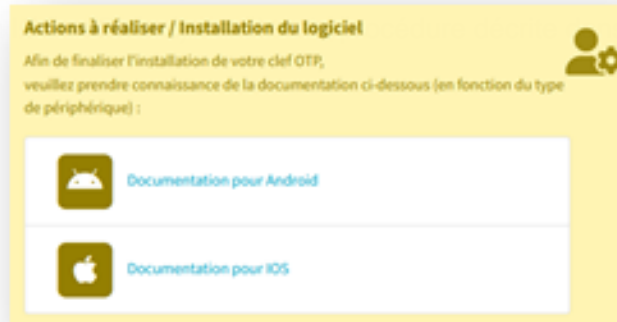 Actions à réaliser / Installation du logiciel
Afin de finaliser l'installation de votre clef OTP,
veuillez prendre connaissance de la documentation ci-dessous (en fonction du type
de périphérique) :
Documentation pour Android
Documentation pour IOS